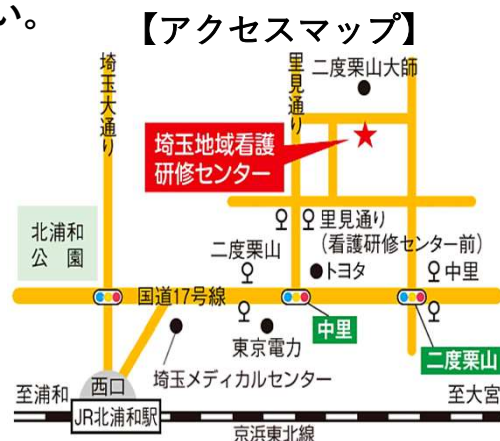 い。
【アクセスマップ】
埼玉大通り
里見通り
二度栗山大師
埼玉地域看護
研修センター
北浦和
公　園
里見通り
(看護研修センター前)
二度栗山
トヨタ
中里
国道17号線
中里
東京電力
二度栗山
埼玉メディカルセンター
至浦和
西口
至大宮
JR北浦和駅
京浜東北線